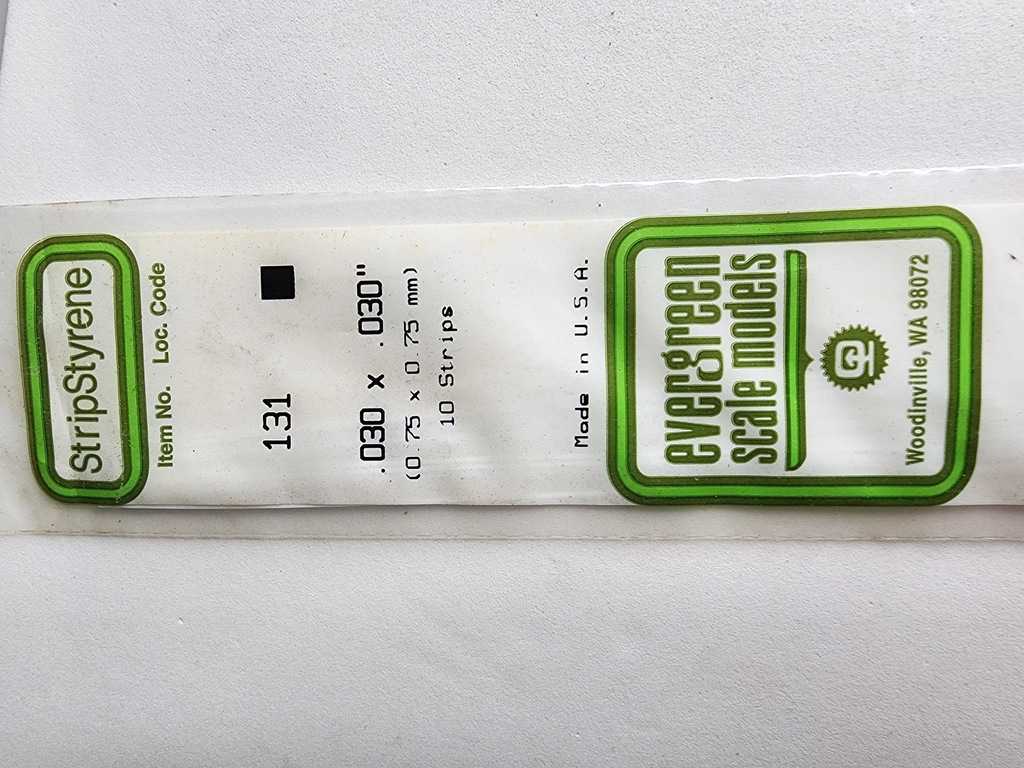 StripStyrene
Item No. Loc. Code
131
.030 x .030"
(0.75 x 0.75 mm)
10 Strips
Made in U.S.A.
evergreen
scale models
Woodinville, WA 98072